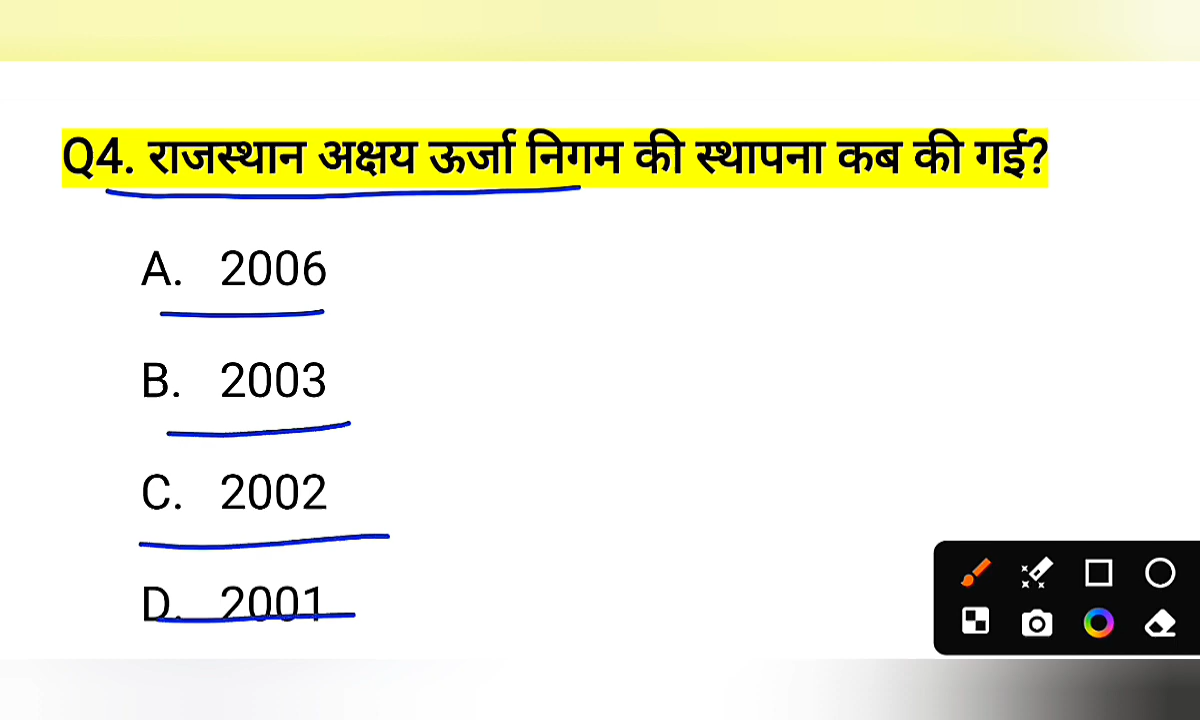 Q4. राजस्थान अक्षय ऊर्जा निगम की स्थापना कब की गई?
A. 2006
B. 2003
C. 2002
D. 2001